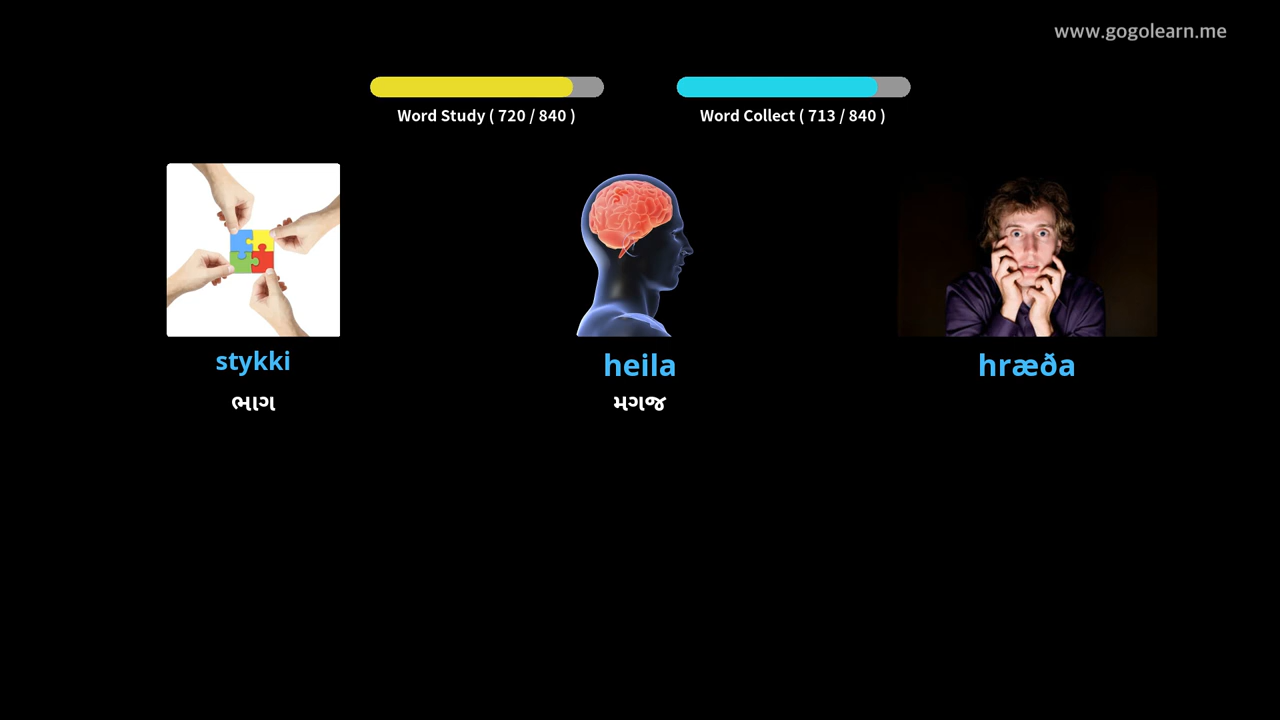 www.gogolearn.me
Word Study ( 720 / 840 )
Word Collect ( 713 / 840 )
stykki
heila
hræða
ભાગ
મગજ